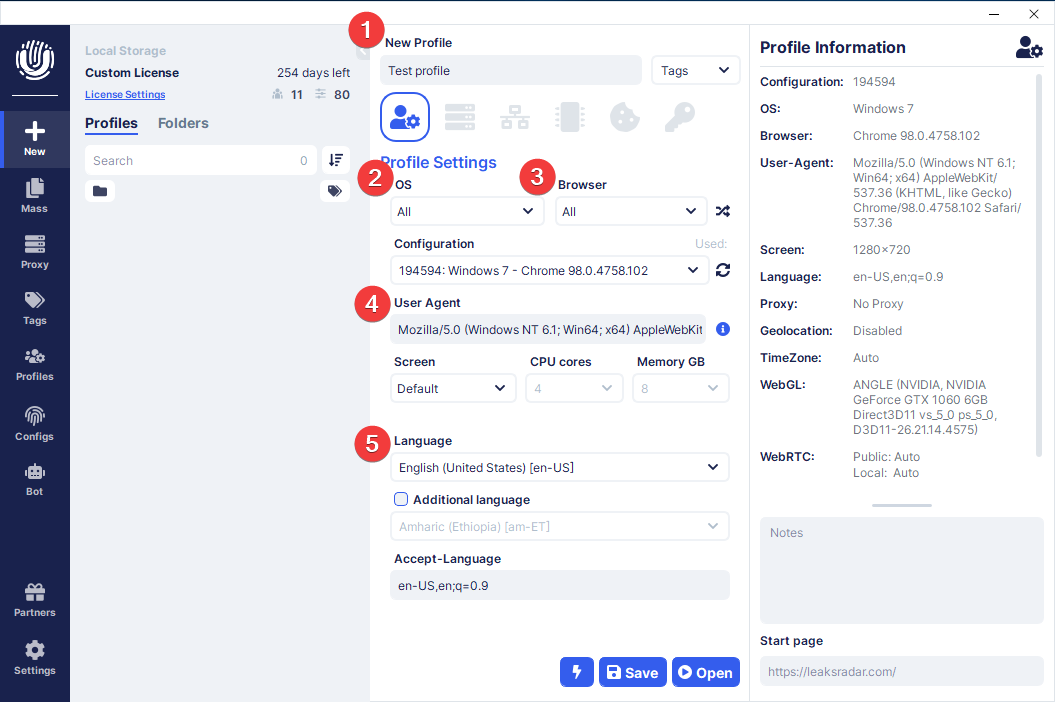 New
Mass
Proxy
Tags
Profiles
Configs
Bot
Partners
Settings
Local Storage
Custom License
254 days left
License Settings
11
80
Profiles
Folders
Search
0
1
New Profile
Test profile
Tags
Profile Settings
2
OS
3
Browser
All
All
Configuration
Used:
194594: Windows 7 - Chrome 98.0.4758.102
4
User Agent
Mozilla/5.0 (Windows NT 6.1; Win64; x64) AppleWebKit
Screen
CPU cores
Memory GB
Default
4
8
5
Language
English (United States) [en-US]
Additional language
Amharic (Ethiopia) [am-ET]
Accept-Language
en-US,en;q=0.9
Save
Open
Profile Information
Configuration: 194594
OS: Windows 7
Browser: Chrome 98.0.4758.102
User-Agent: Mozilla/5.0 (Windows NT 6.1;
Win64; x64) AppleWebKit/
537.36 (KHTML, like Gecko)
Chrome/98.0.4758.102 Safari/
537.36
Screen: 1280×720
Language: en-US,en;q=0.9
Proxy: No Proxy
Geolocation: Disabled
TimeZone: Auto
WebGL: ANGLE (NVIDIA, NVIDIA
GeForce GTX 1060 6GB
Direct3D11 vs_5_0 ps_5_0,
D3D11-26.21.14.4575)
WebRTC: Public: Auto
Local: Auto
Notes
Start page
https://leaksradar.com/